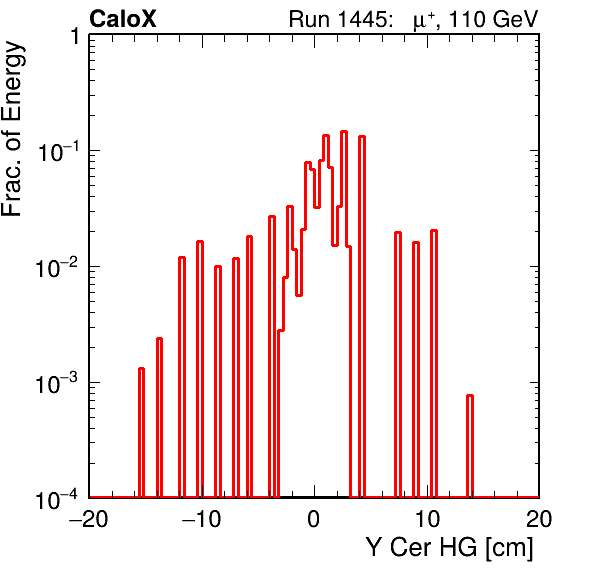 CaloX Run 1445: μ⁺, 110 GeV
Frac. of Energy
1
10⁻¹
10⁻²
10⁻³
10⁻⁴
−20 −10 0 10 20
Y Cer HG [cm]